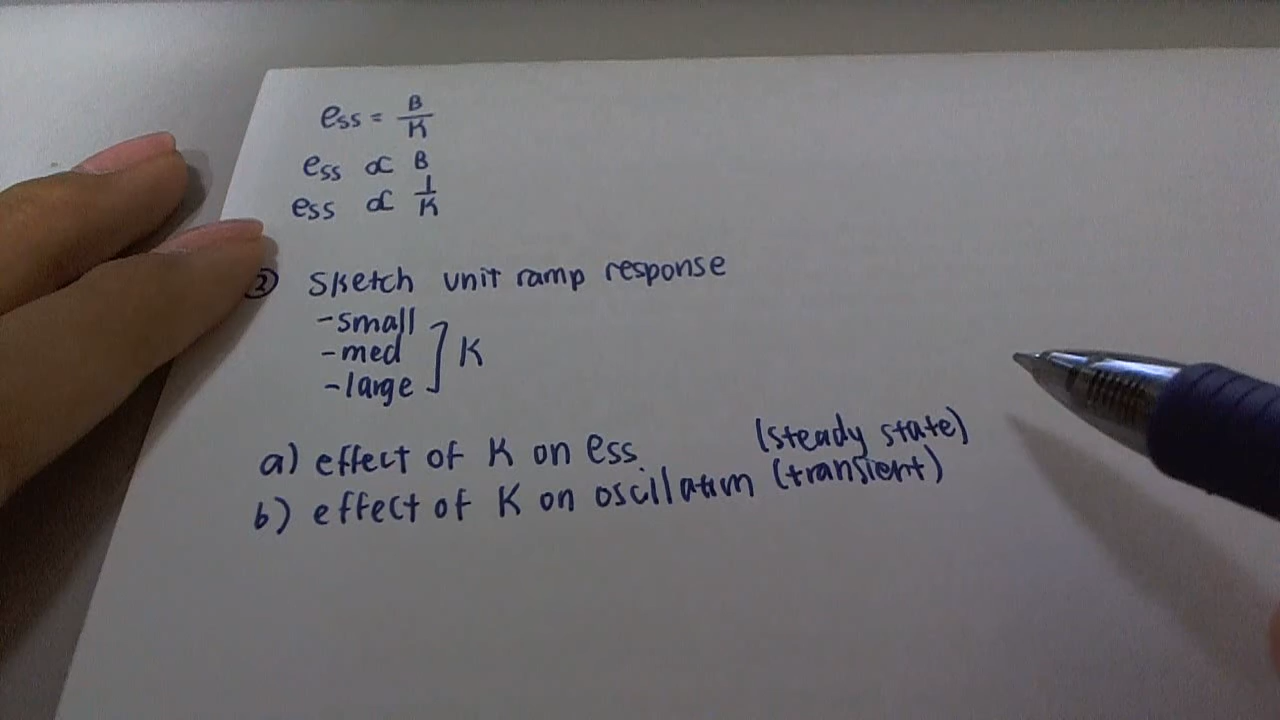 ess = B/K
ess ∝ B
ess ∝ 1/K
② Sketch unit ramp response
-small
-med ] K
-large
a) effect of K on ess (steady state)
b) effect of K on oscillation (transient)